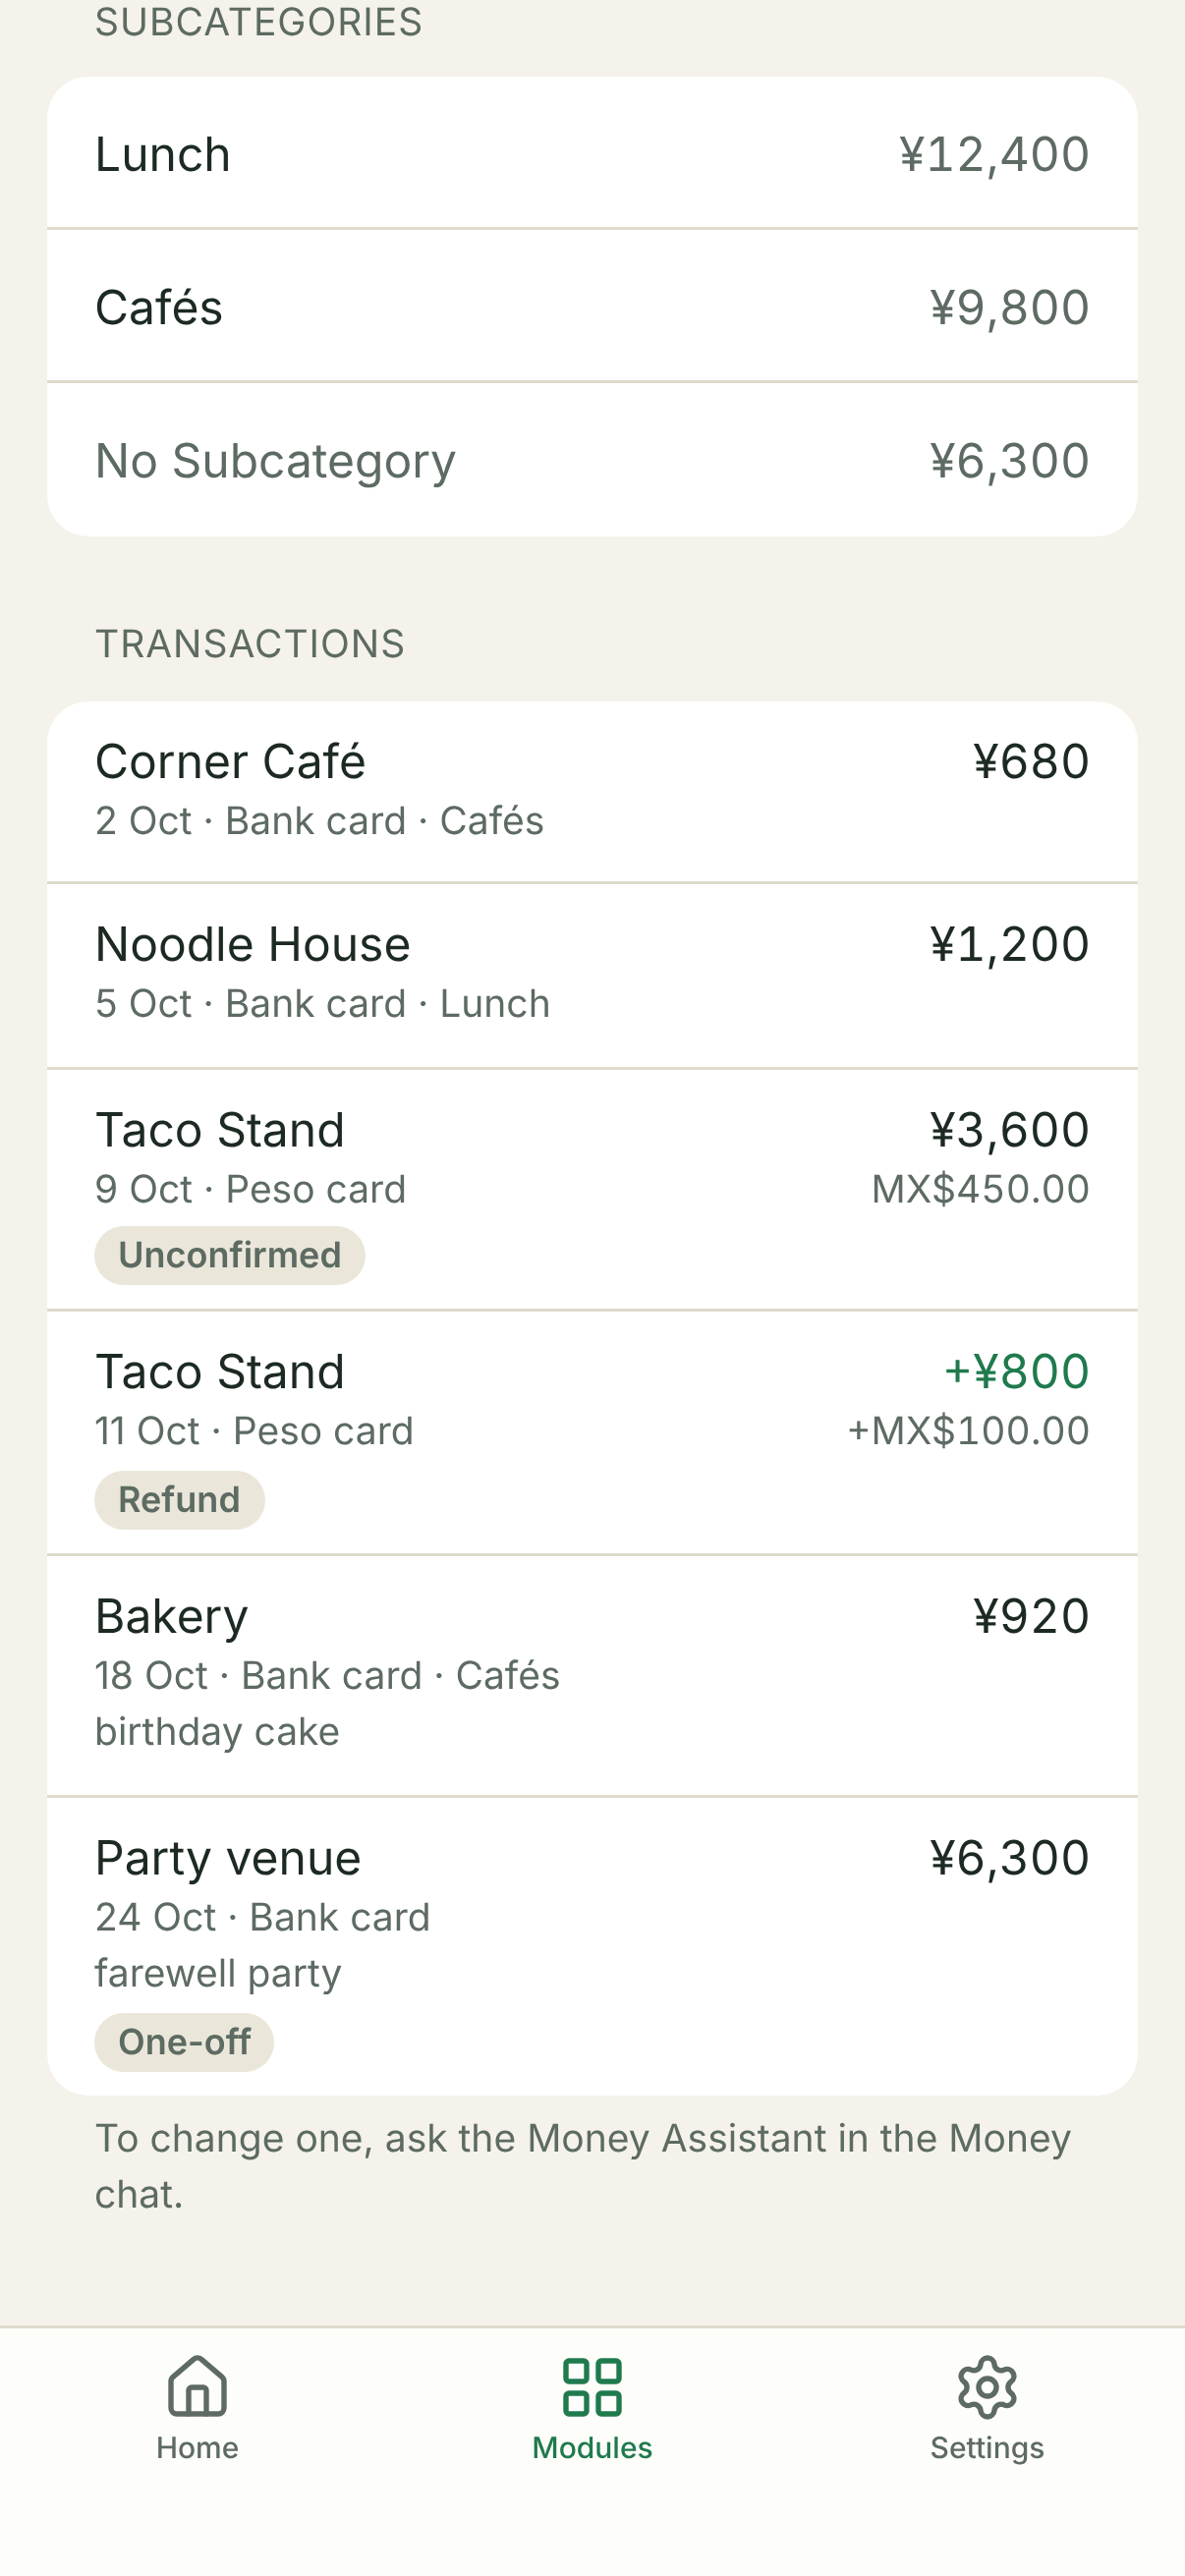 SUBCATEGORIES
Lunch ¥12,400
Cafés ¥9,800
No Subcategory ¥6,300
TRANSACTIONS
Corner Café ¥680
2 Oct · Bank card · Cafés
Noodle House ¥1,200
5 Oct · Bank card · Lunch
Taco Stand ¥3,600
9 Oct · Peso card MX$450.00
Unconfirmed
Taco Stand +¥800
11 Oct · Peso card +MX$100.00
Refund
Bakery ¥920
18 Oct · Bank card · Cafés
birthday cake
Party venue ¥6,300
24 Oct · Bank card
farewell party
One-off
To change one, ask the Money Assistant in the Money
chat.
Home Modules Settings